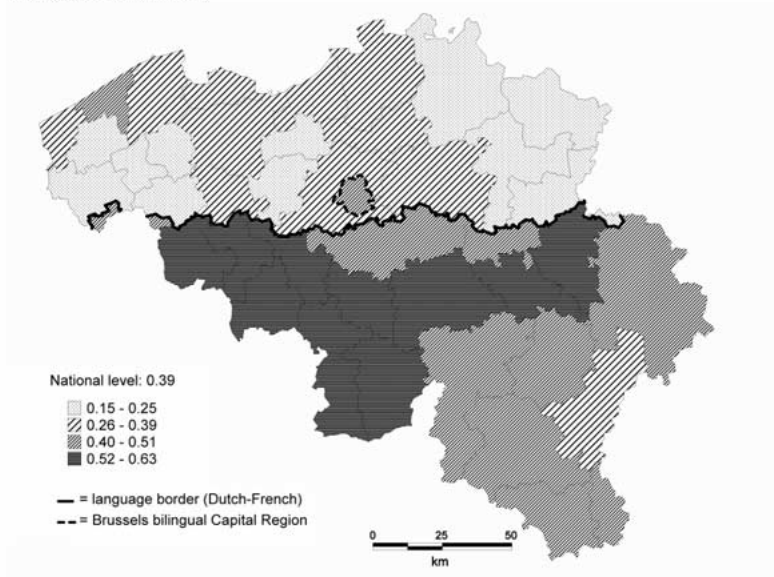 National level: 0.39
0.15 - 0.25
0.26 - 0.39
0.40 - 0.51
0.52 - 0.63
= language border (Dutch-French)
= Brussels bilingual Capital Region
0 25 50
km